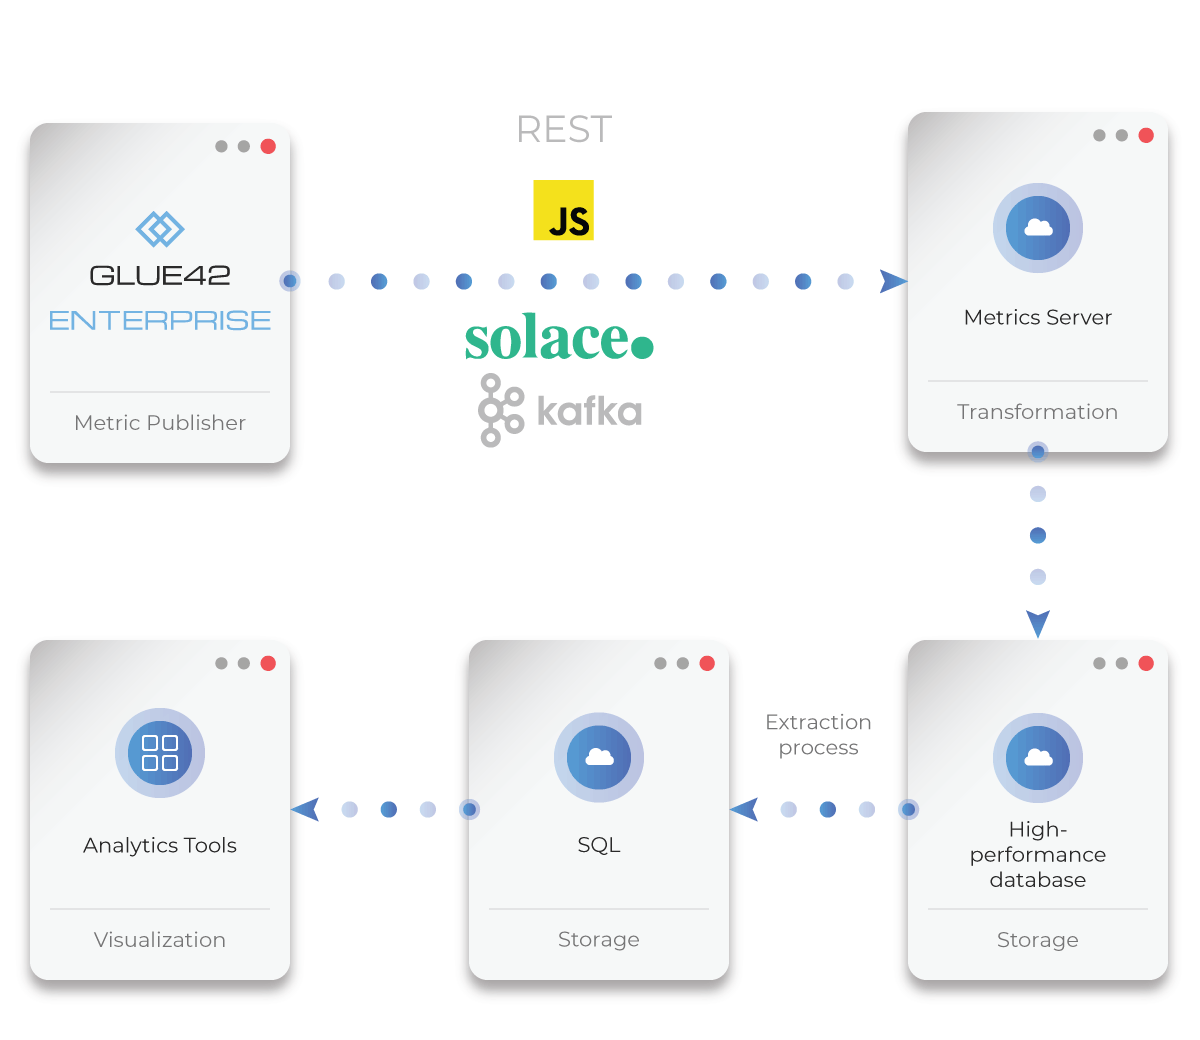 REST
JS
GLUE42
ENTERPRISE
Metric Publisher
solace.
kafka
Metrics Server
Transformation
Analytics Tools
Visualization
SQL
Storage
Extraction
process
High-
performance
database
Storage